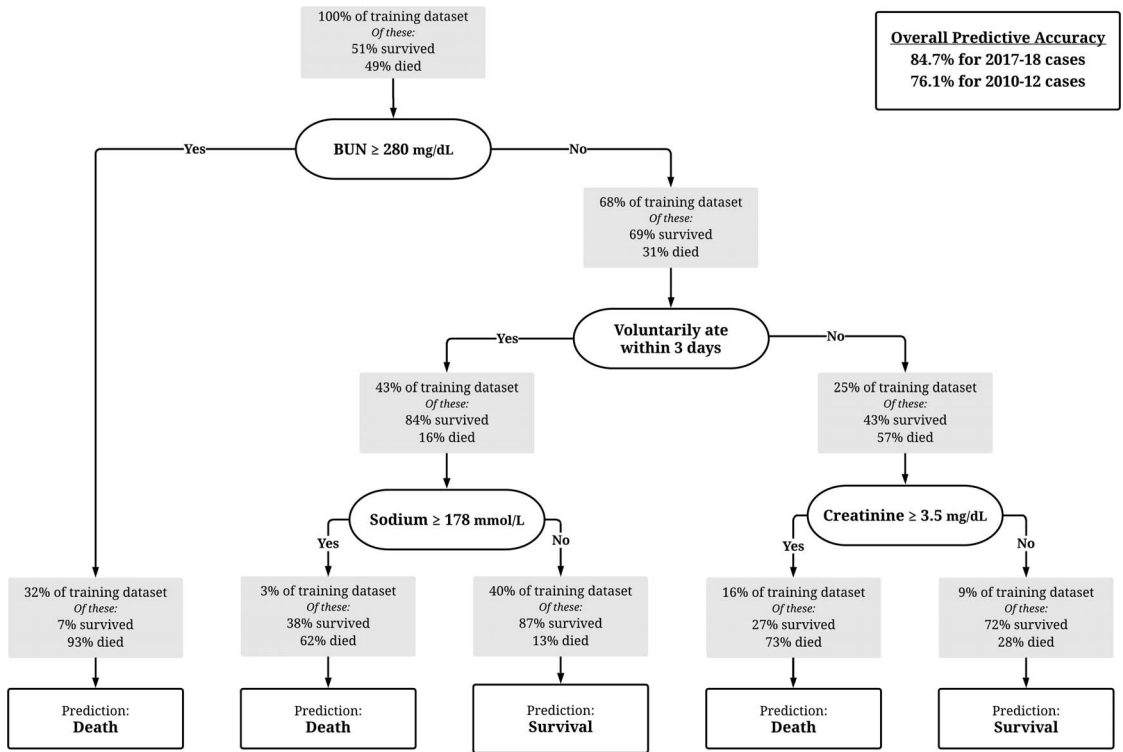 100% of training dataset
Of these:
51% survived
49% died
Overall Predictive Accuracy
84.7% for 2017-18 cases
76.1% for 2010-12 cases
BUN ≥ 280 mg/dL
Yes
No
68% of training dataset
Of these:
69% survived
31% died
Voluntarily ate
within 3 days
Yes
No
43% of training dataset
Of these:
84% survived
16% died
25% of training dataset
Of these:
43% survived
57% died
Sodium ≥ 178 mmol/L
Yes
No
Creatinine ≥ 3.5 mg/dL
Yes
No
32% of training dataset
Of these:
7% survived
93% died
3% of training dataset
Of these:
38% survived
62% died
40% of training dataset
Of these:
87% survived
13% died
16% of training dataset
Of these:
27% survived
73% died
9% of training dataset
Of these:
72% survived
28% died
Prediction:
Death
Prediction:
Death
Prediction:
Survival
Prediction:
Death
Prediction:
Survival